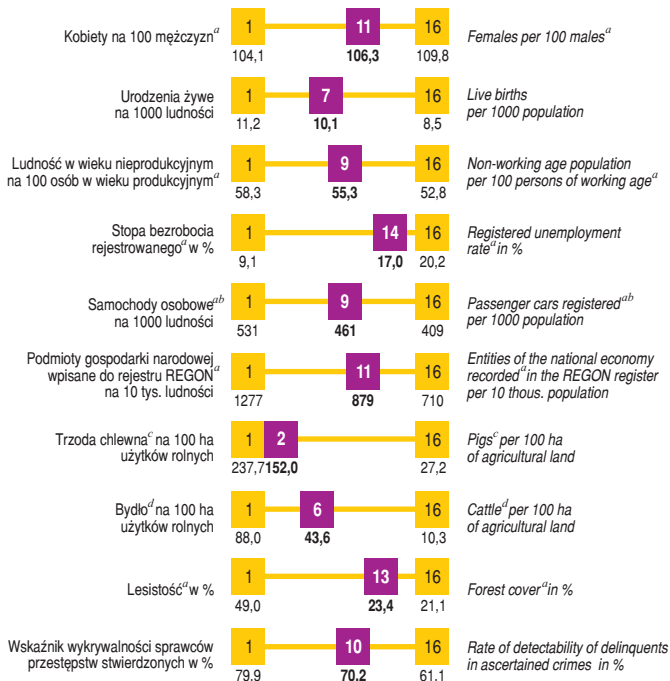 Kobiety na 100 mężczyzn^a 1 11 16 Females per 100 males^a
104,1 106,3 109,8
Urodzenia żywe
na 1000 ludności
1 7 16
Live births
per 1000 population
11,2 10,1 8,5
Ludność w wieku nieprodukcyjnym
na 100 osób w wieku produkcyjnym^a
1 9 16
Non-working age population
per 100 persons of working age^a
58,3 55,3 52,8
Stopa bezrobocia
rejestrowanego^a w %
1 14 16
Registered unemployment
rate^a in %
9,1 17,0 20,2
Samochody osobowe^ab
na 1000 ludności
1 9 16
Passenger cars registered^ab
per 1000 population
531 461 409
Podmioty gospodarki narodowej
wpisane do rejestru REGON^a
na 10 tys. ludności
1 11 16
Entities of the national economy
recorded^a in the REGON register
per 10 thous. population
1277 879 710
Trzoda chlewna^c na 100 ha
użytków rolnych
1 2 16
Pigs^c per 100 ha
of agricultural land
237,7 152,0 27,2
Bydło^d na 100 ha
użytków rolnych
1 6 16
Cattle^d per 100 ha
of agricultural land
88,0 43,6 10,3
Lesistość^a w % 1 13 16 Forest cover^a in %
49,0 23,4 21,1
Wskaźnik wykrywalności sprawców
przestępstw stwierdzonych w %
1 10 16
Rate of detectability of delinquents
in ascertained crimes in %
79,9 70,2 61,1